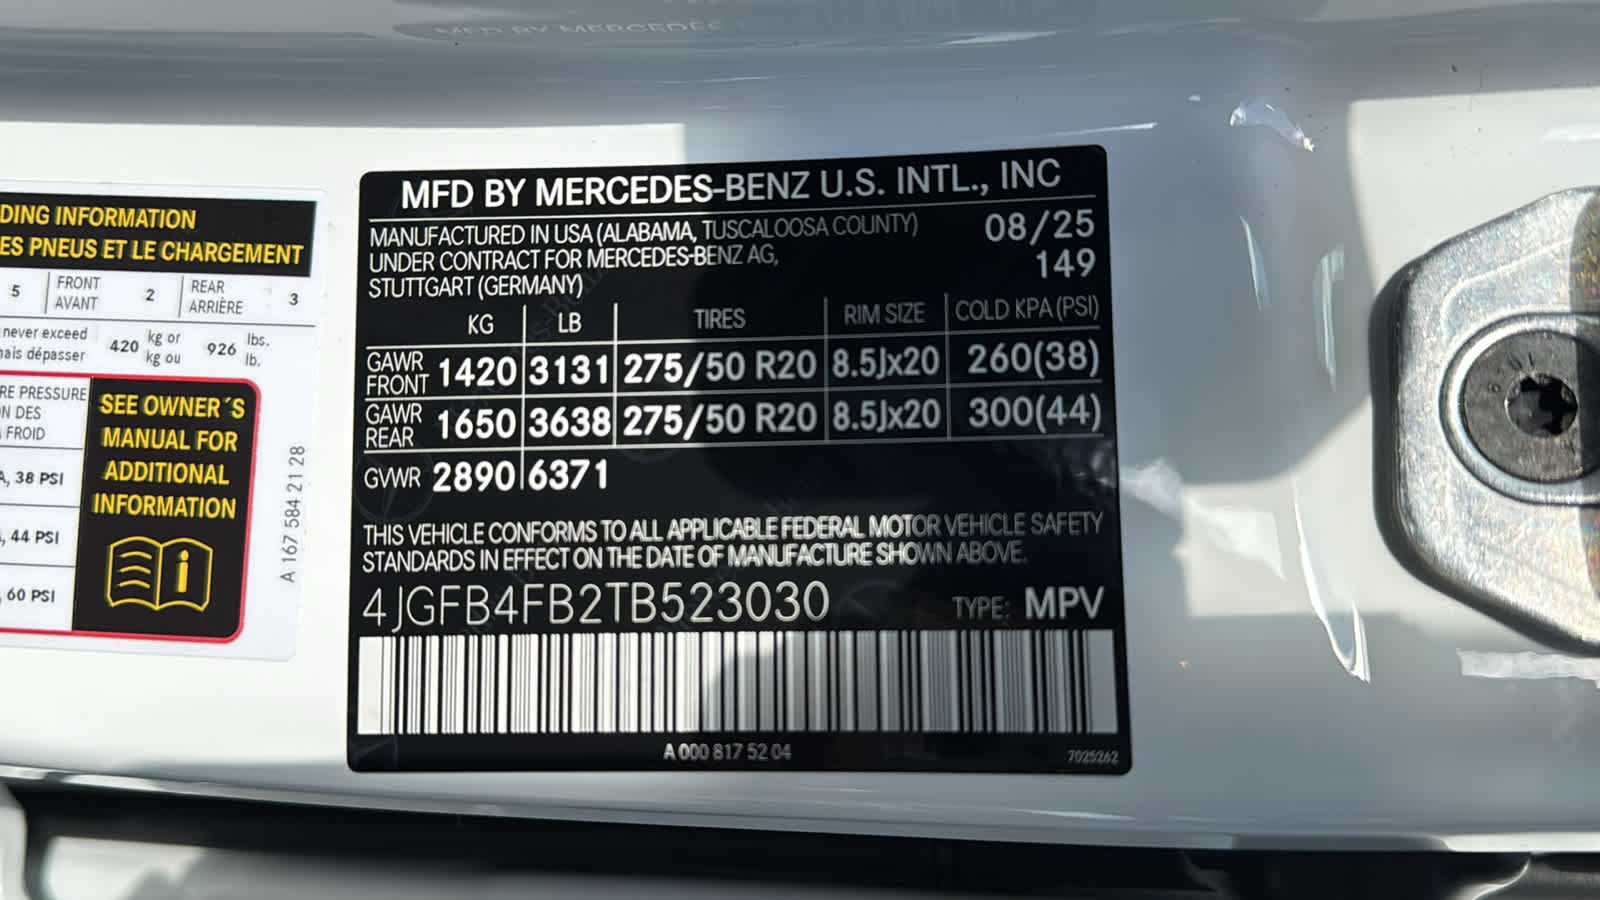 DING INFORMATION
ES PNEUS ET LE CHARGEMENT
5 FRONT AVANT 2 REAR ARRIÈRE 3
never exceed
nais dépasser 420 kg or kg ou 926 lbs. lb.
RE PRESSURE
N DES
FROID
, 38 PSI
, 44 PSI
, 60 PSI
SEE OWNER´S
MANUAL FOR
ADDITIONAL
INFORMATION
A 167 584 21 28
MFD BY MERCEDES-BENZ U.S. INTL., INC
MANUFACTURED IN USA (ALABAMA, TUSCALOOSA COUNTY) 08/25
UNDER CONTRACT FOR MERCEDES-BENZ AG, 149
STUTTGART (GERMANY)
KG LB TIRES RIM SIZE COLD KPA (PSI)
GAWR FRONT 1420 3131 275/50 R20 8.5Jx20 260(38)
GAWR REAR 1650 3638 275/50 R20 8.5Jx20 300(44)
GVWR 2890 6371
THIS VEHICLE CONFORMS TO ALL APPLICABLE FEDERAL MOTOR VEHICLE SAFETY
STANDARDS IN EFFECT ON THE DATE OF MANUFACTURE SHOWN ABOVE.
4JGFB4FB2TB523030 TYPE: MPV
A 000 817 52 04
7025262